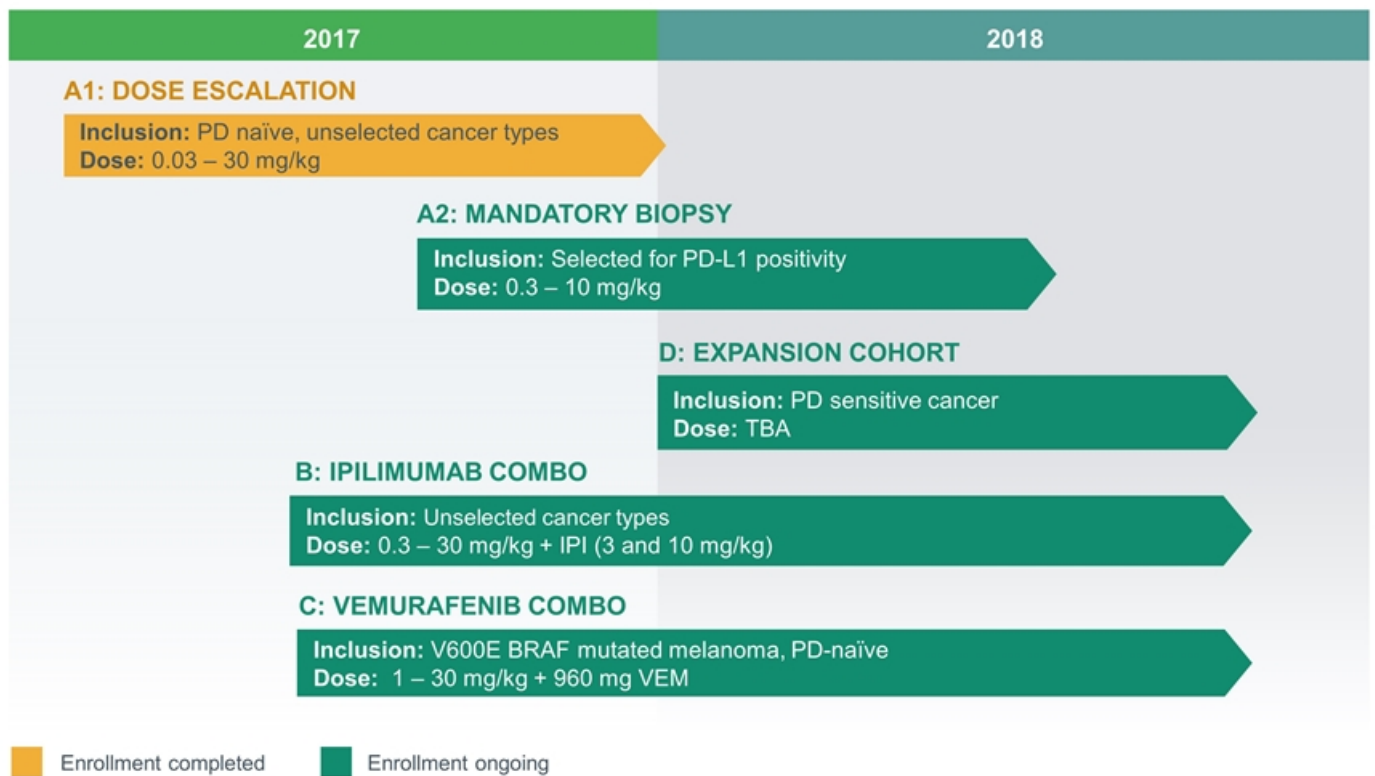 2017
2018
A1: DOSE ESCALATION
Inclusion: PD naïve, unselected cancer types
Dose: 0.03 – 30 mg/kg
A2: MANDATORY BIOPSY
Inclusion: Selected for PD-L1 positivity
Dose: 0.3 – 10 mg/kg
D: EXPANSION COHORT
Inclusion: PD sensitive cancer
Dose: TBA
B: IPILIMUMAB COMBO
Inclusion: Unselected cancer types
Dose: 0.3 – 30 mg/kg + IPI (3 and 10 mg/kg)
C: VEMURAFENIB COMBO
Inclusion: V600E BRAF mutated melanoma, PD-naïve
Dose: 1 – 30 mg/kg + 960 mg VEM
Enrollment completed
Enrollment ongoing